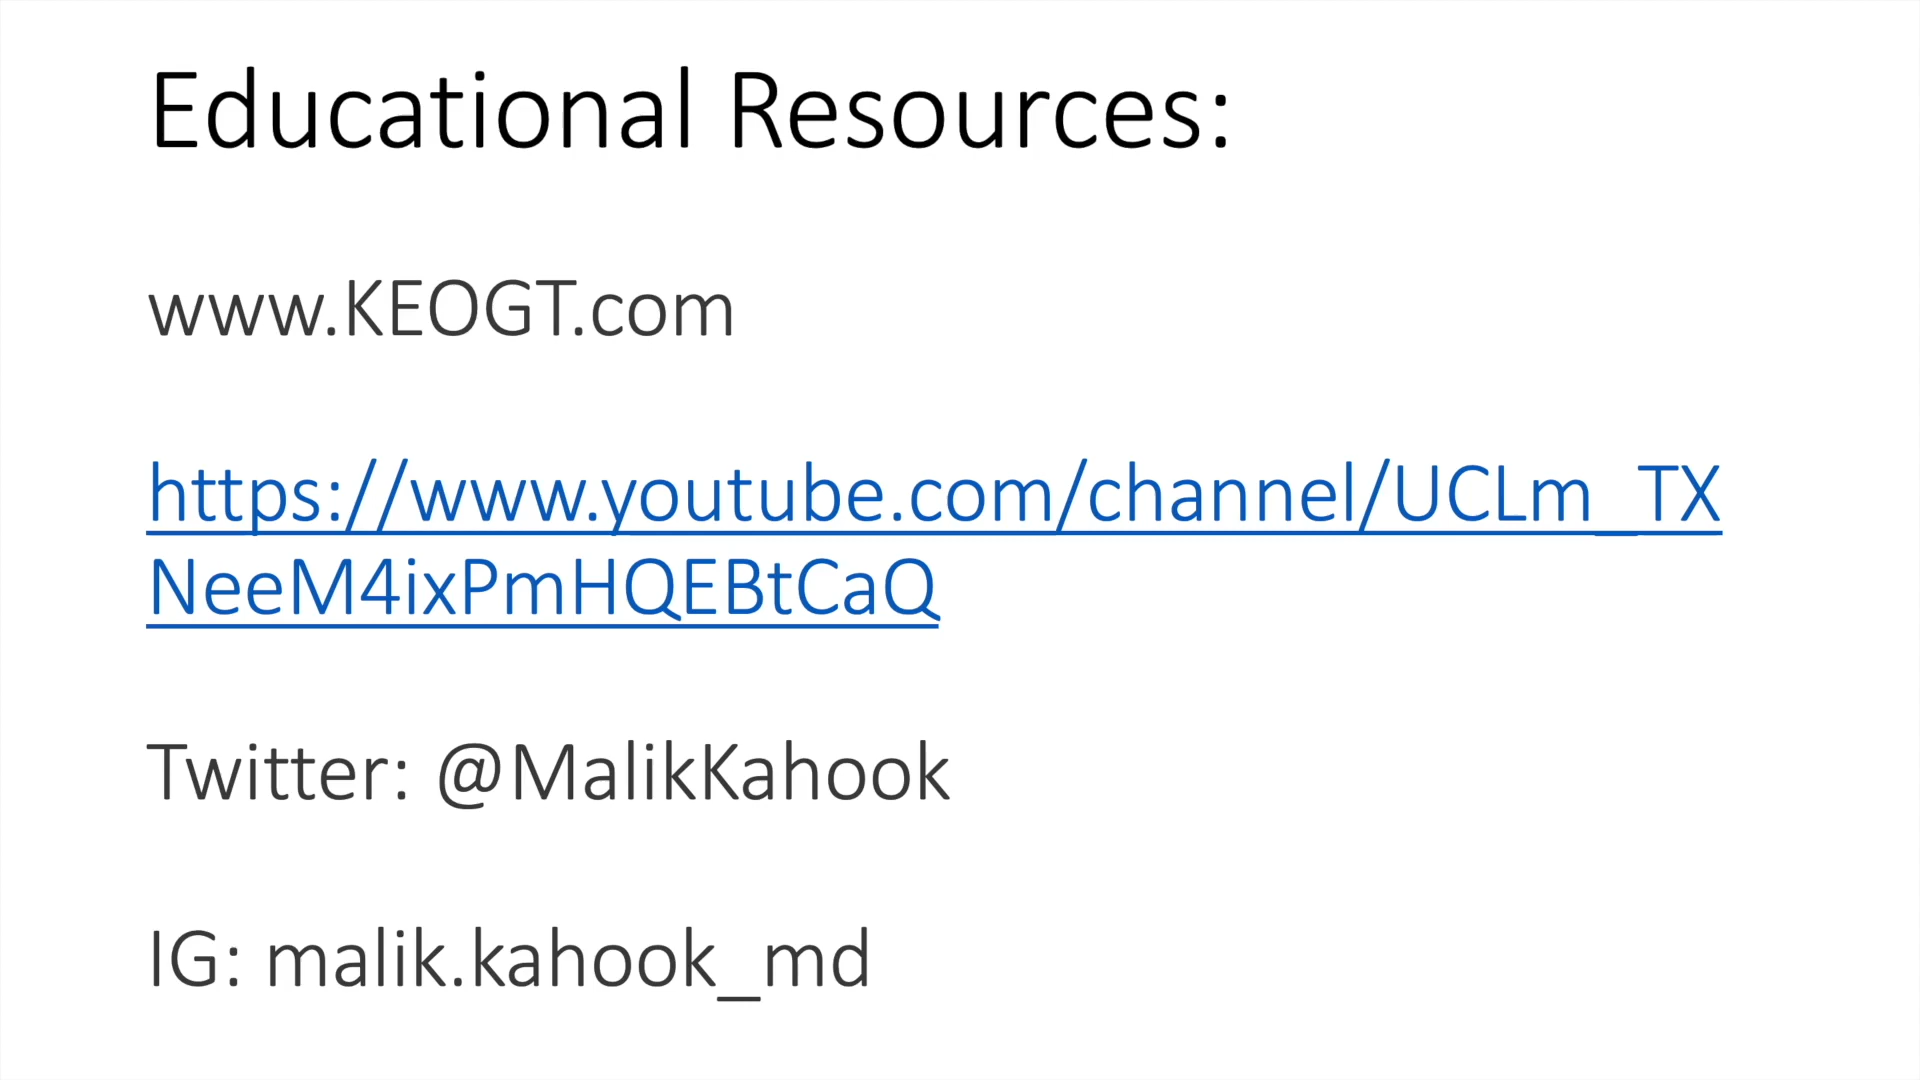 Educational Resources:
www.KEOGT.com
https://www.youtube.com/channel/UCLm_TX
NeeM4ixPmHQEBtCaQ
Twitter: @MalikKahook
IG: malik.kahook_md